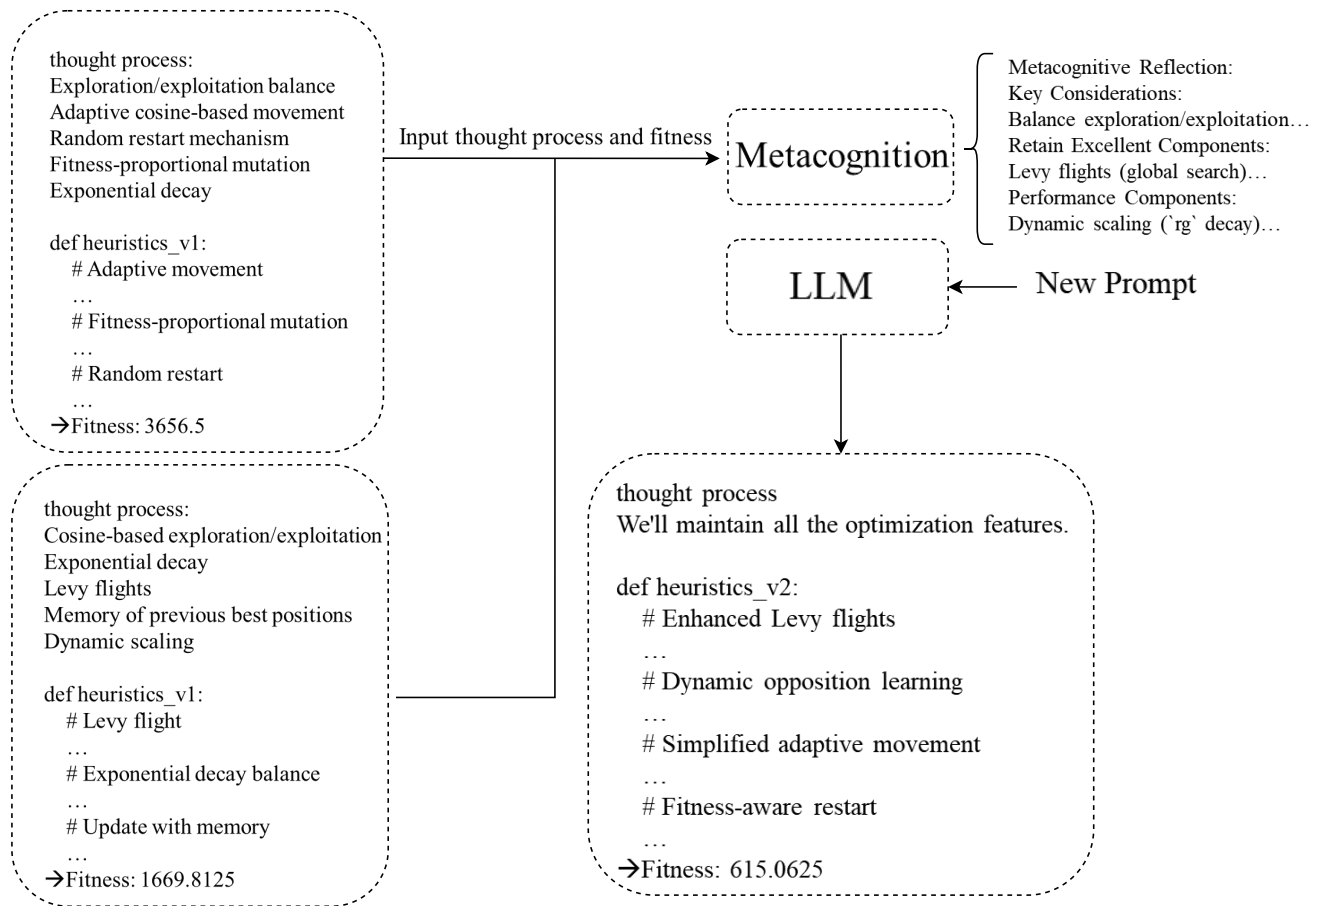 thought process:
Exploration/exploitation balance
Adaptive cosine-based movement
Random restart mechanism
Fitness-proportional mutation
Exponential decay
def heuristics_v1:
# Adaptive movement
…
# Fitness-proportional mutation
…
# Random restart
…
→Fitness: 3656.5
thought process:
Cosine-based exploration/exploitation
Exponential decay
Levy flights
Memory of previous best positions
Dynamic scaling
def heuristics_v1:
# Levy flight
…
# Exponential decay balance
…
# Update with memory
…
→Fitness: 1669.8125
Input thought process and fitness
Metacognition
Metacognitive Reflection:
Key Considerations:
Balance exploration/exploitation…
Retain Excellent Components:
Levy flights (global search)…
Performance Components:
Dynamic scaling (`rg` decay)…
LLM
New Prompt
thought process
We'll maintain all the optimization features.
def heuristics_v2:
# Enhanced Levy flights
…
# Dynamic opposition learning
…
# Simplified adaptive movement
…
# Fitness-aware restart
…
→Fitness: 615.0625